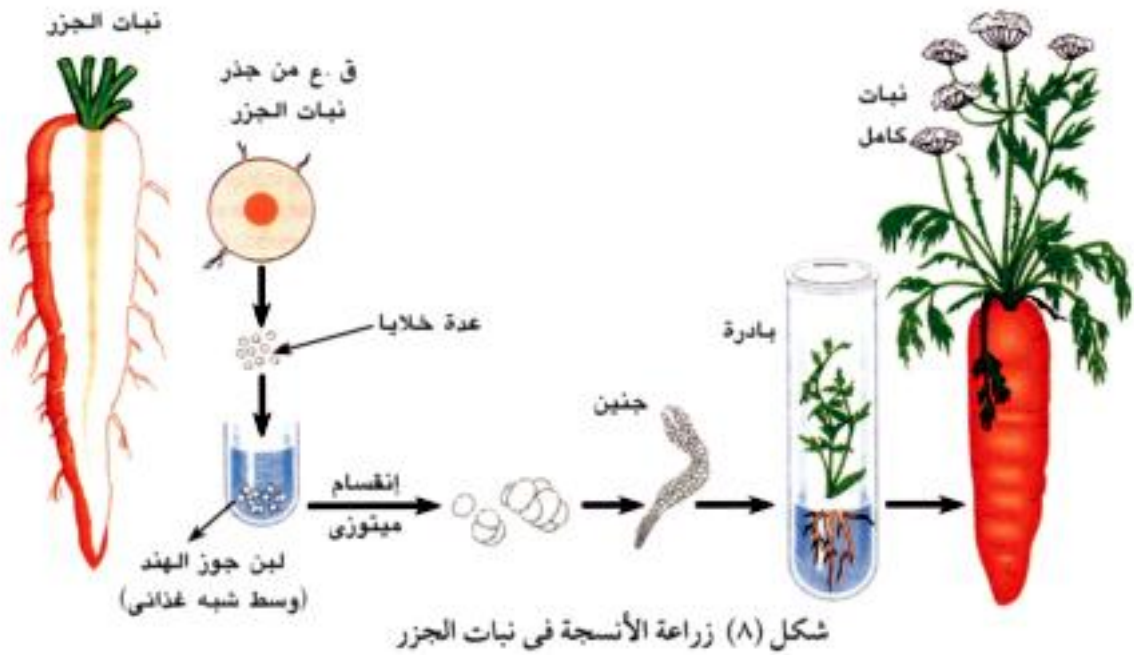 نبات الجزر
ق .ع من جذر
نبات الجزر
عدة خلايا
لبن جوز الهند
(وسط شبه غذائى)
إنقسام
ميتوزى
جنين
بادرة
نبات
كامل
شكل (٨) زراعة الأنسجة فى نبات الجزر